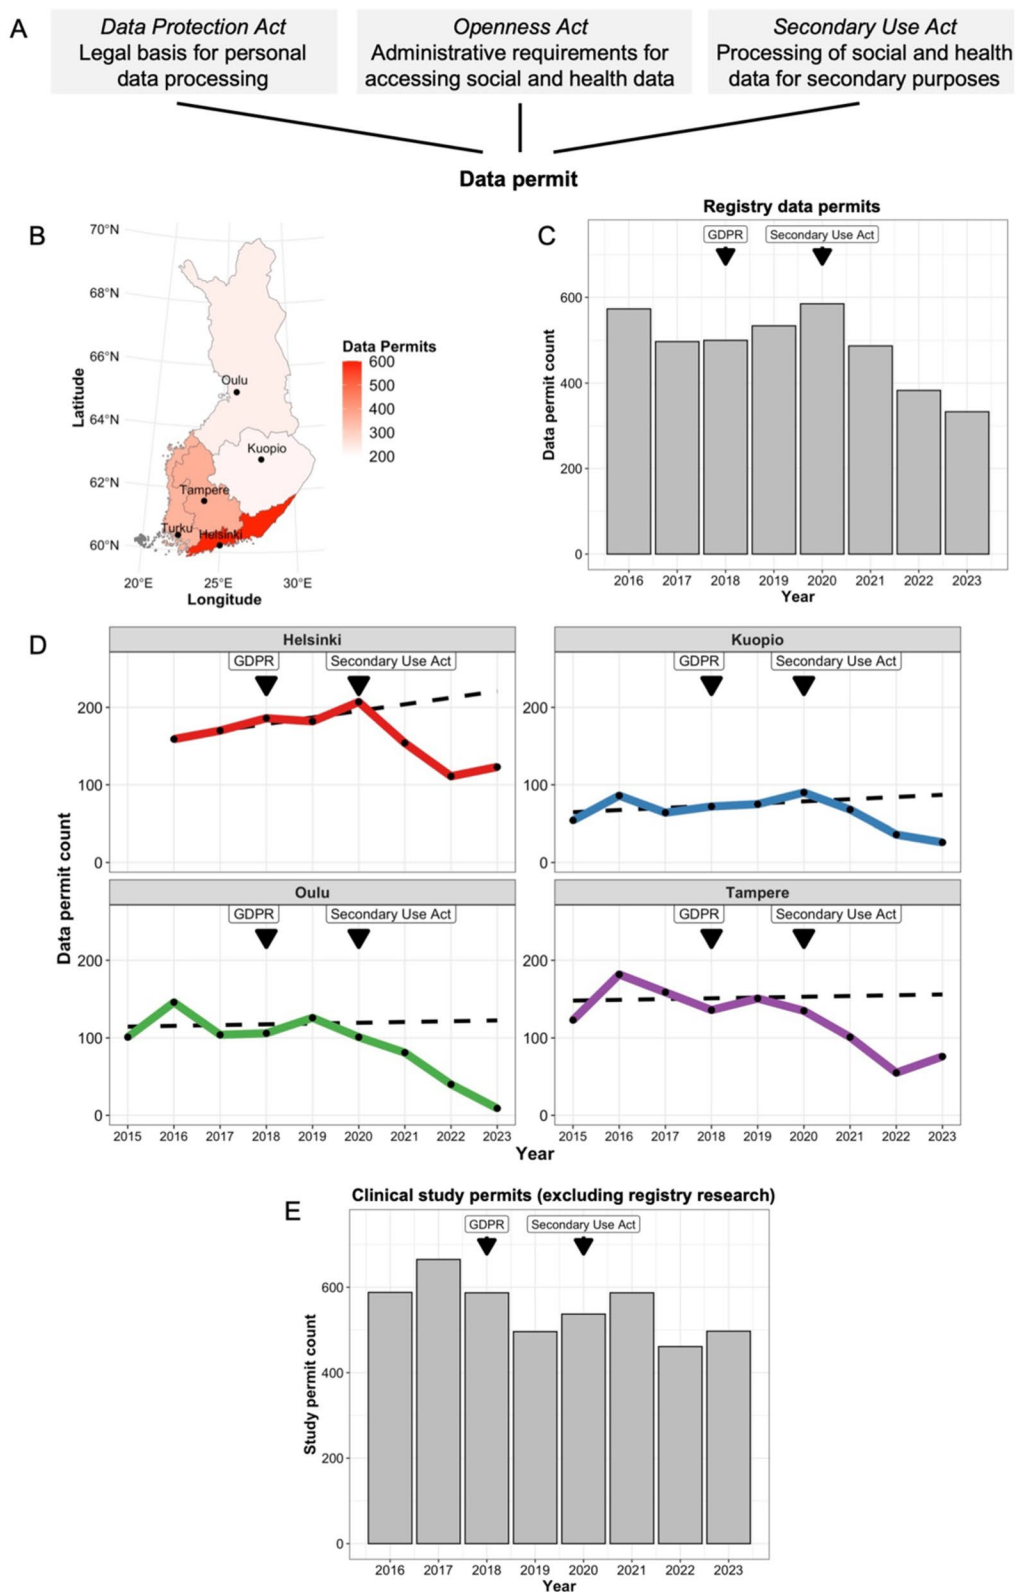 A
Data Protection Act
Legal basis for personal
data processing
Openness Act
Administrative requirements for
accessing social and health data
Secondary Use Act
Processing of social and health
data for secondary purposes
Data permit
B
70°N
68°N
66°N
64°N
62°N
60°N
Latitude
20°E
25°E
30°E
Longitude
Oulu
Kuopio
Tampere
Turku
Helsinki
Data Permits
600
500
400
300
200
C
Registry data permits
GDPR
Secondary Use Act
600
400
200
0
Data permit count
2016
2017
2018
2019
2020
2021
2022
2023
Year
D
Data permit count
Helsinki
GDPR
Secondary Use Act
200
100
0
Kuopio
GDPR
Secondary Use Act
200
100
0
Oulu
GDPR
Secondary Use Act
200
100
0
2015
2016
2017
2018
2019
2020
2021
2022
2023
Tampere
GDPR
Secondary Use Act
200
100
0
2015
2016
2017
2018
2019
2020
2021
2022
2023
Year
E
Clinical study permits (excluding registry research)
GDPR
Secondary Use Act
600
400
200
0
Study permit count
2016
2017
2018
2019
2020
2021
2022
2023
Year